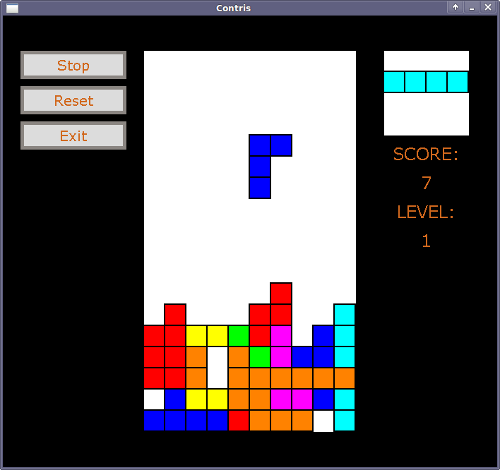 Contris
Stop
Reset
Exit
SCORE:
7
LEVEL:
1